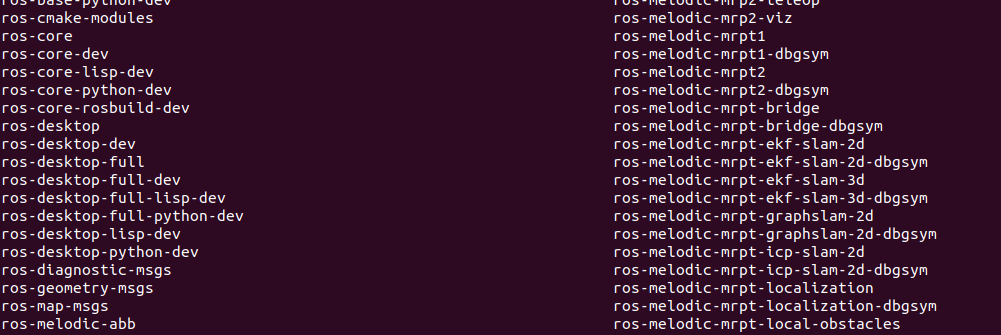 ros-base-python-dev ros-melodic-mrp2-teleop
ros-cmake-modules ros-melodic-mrp2-viz
ros-core ros-melodic-mrpt1
ros-core-dev ros-melodic-mrpt1-dbgsym
ros-core-lisp-dev ros-melodic-mrpt2
ros-core-python-dev ros-melodic-mrpt2-dbgsym
ros-core-rosbuild-dev ros-melodic-mrpt-bridge
ros-desktop ros-melodic-mrpt-bridge-dbgsym
ros-desktop-dev ros-melodic-mrpt-ekf-slam-2d
ros-desktop-full ros-melodic-mrpt-ekf-slam-2d-dbgsym
ros-desktop-full-dev ros-melodic-mrpt-ekf-slam-3d
ros-desktop-full-lisp-dev ros-melodic-mrpt-ekf-slam-3d-dbgsym
ros-desktop-full-python-dev ros-melodic-mrpt-graphslam-2d
ros-desktop-lisp-dev ros-melodic-mrpt-graphslam-2d-dbgsym
ros-desktop-python-dev ros-melodic-mrpt-icp-slam-2d
ros-diagnostic-msgs ros-melodic-mrpt-icp-slam-2d-dbgsym
ros-geometry-msgs ros-melodic-mrpt-localization
ros-map-msgs ros-melodic-mrpt-localization-dbgsym
ros-melodic-abb ros-melodic-mrpt-local-obstacles